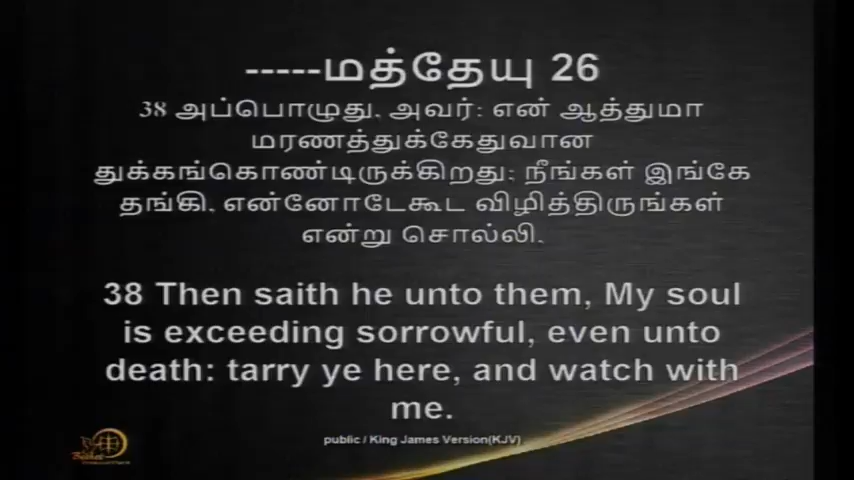 -----மத்தேயு 26
38 அப்பொழுது, அவர்: என் ஆத்துமா
மரணத்துக்கேதுவான
துக்கங்கொண்டிருக்கிறது; நீங்கள் இங்கே
தங்கி, என்னோடேகூட விழித்திருங்கள்
என்று சொல்லி,
38 Then saith he unto them, My soul
is exceeding sorrowful, even unto
death: tarry ye here, and watch with
me.
public / King James Version(KJV)